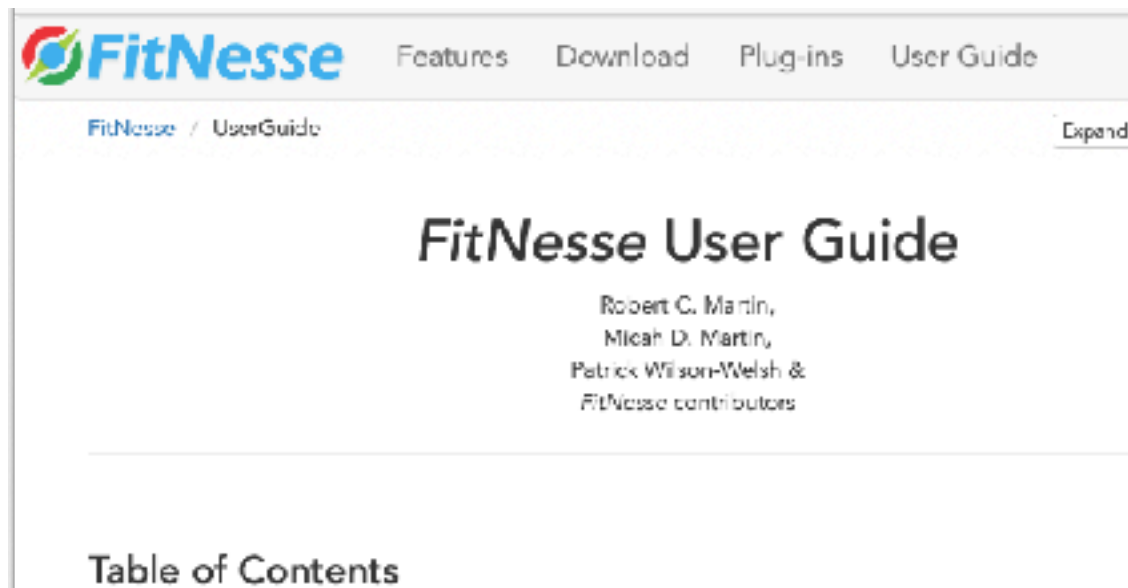 FitNesse Features Download Plug-ins User Guide
FitNesse / UserGuide Expand
FitNesse User Guide
Robert C. Martin,
Micah D. Martin,
Patrick Wilson-Welsh &
FitNesse contributors
Table of Contents